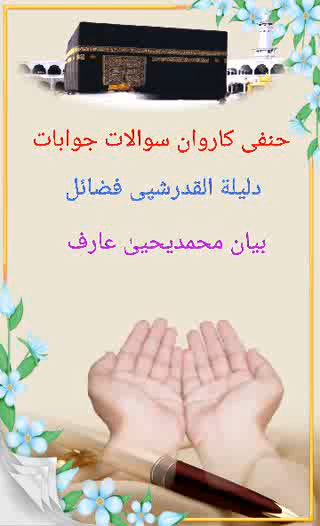 حنفی کاروان سوالات جوابات
دلیلة القدرشپی فضائل
بیان محمدیحییٰ عارف